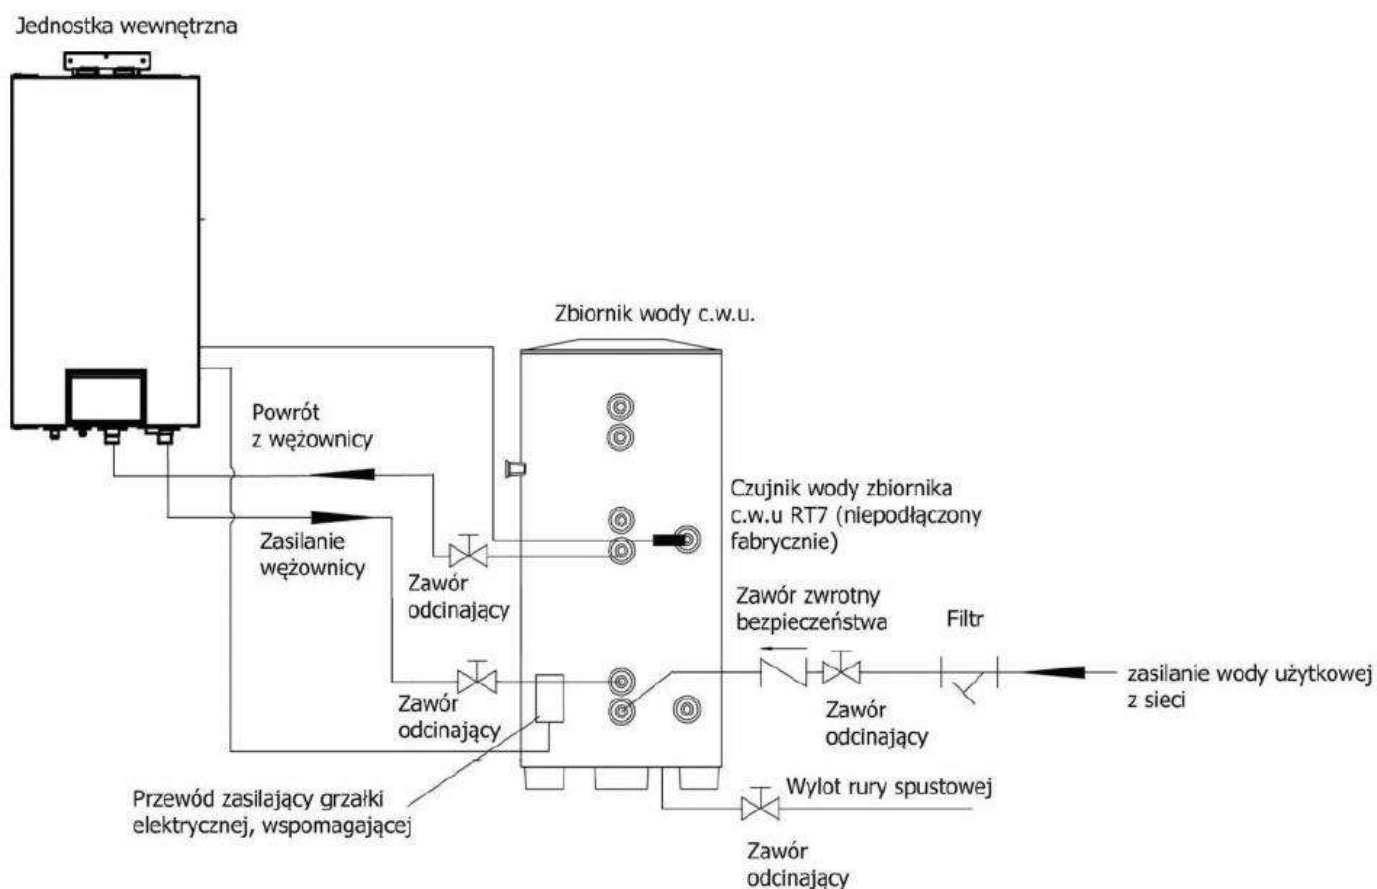 Jednostka wewnętrzna
Zbiornik wody c.w.u.
Powrót
z wężownicy
Czujnik wody zbiornika
c.w.u RT7 (niepodłączony
fabrycznie)
Zasilanie
wężownicy
Zawór
odcinający
Zawór zwrotny
bezpieczeństwa
Filtr
zasilanie wody użytkowej
z sieci
Zawór
odcinający
Zawór
odcinający
Przewód zasilający grzałki
elektrycznej, wspomagającej
Wylot rury spustowej
Zawór
odcinający